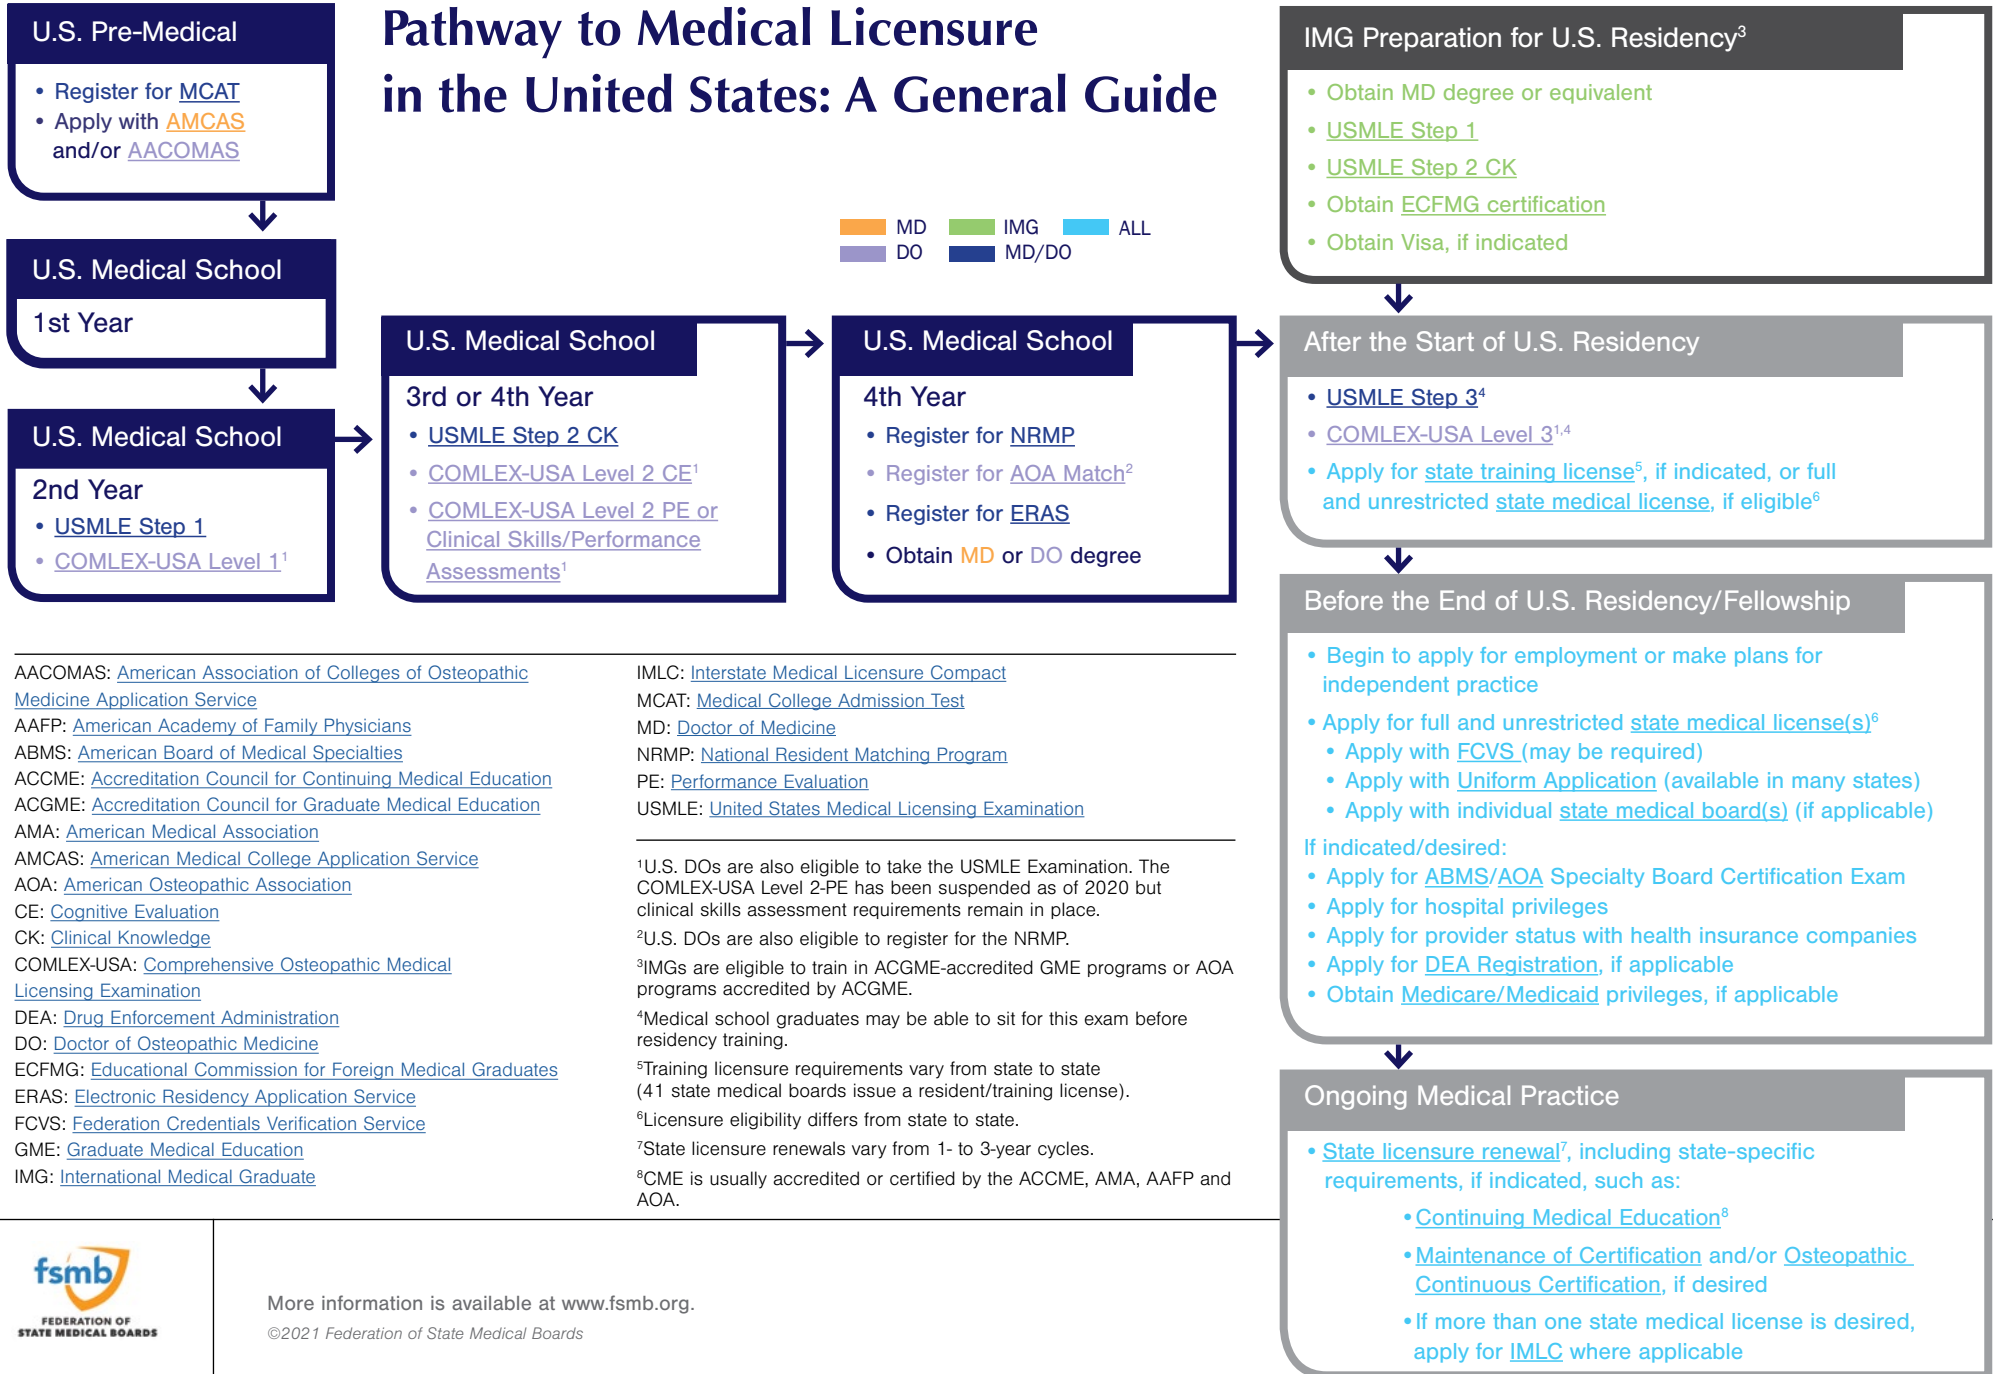 Pathway to Medical Licensure
in the United States: A General Guide
U.S. Pre-Medical
• Register for MCAT
• Apply with AMCAS
and/or AACOMAS
U.S. Medical School
1st Year
U.S. Medical School
2nd Year
• USMLE Step 1
• COMLEX-USA Level 1¹
MD IMG ALL
DO MD/DO
U.S. Medical School
3rd or 4th Year
• USMLE Step 2 CK
• COMLEX-USA Level 2 CE¹
• COMLEX-USA Level 2 PE or
Clinical Skills/Performance
Assessments¹
U.S. Medical School
4th Year
• Register for NRMP
• Register for AOA Match²
• Register for ERAS
• Obtain MD or DO degree
IMG Preparation for U.S. Residency³
• Obtain MD degree or equivalent
• USMLE Step 1
• USMLE Step 2 CK
• Obtain ECFMG certification
• Obtain Visa, if indicated
After the Start of U.S. Residency
• USMLE Step 3⁴
• COMLEX-USA Level 3¹,⁴
• Apply for state training license⁵, if indicated, or full
and unrestricted state medical license, if eligible⁶
Before the End of U.S. Residency/Fellowship
• Begin to apply for employment or make plans for
independent practice
• Apply for full and unrestricted state medical license(s)⁶
• Apply with FCVS (may be required)
• Apply with Uniform Application (available in many states)
• Apply with individual state medical board(s) (if applicable)
If indicated/desired:
• Apply for ABMS/AOA Specialty Board Certification Exam
• Apply for hospital privileges
• Apply for provider status with health insurance companies
• Apply for DEA Registration, if applicable
• Obtain Medicare/Medicaid privileges, if applicable
Ongoing Medical Practice
• State licensure renewal⁷, including state-specific
requirements, if indicated, such as:
• Continuing Medical Education⁸
• Maintenance of Certification and/or Osteopathic
Continuous Certification, if desired
• If more than one state medical license is desired,
apply for IMLC where applicable
AACOMAS: American Association of Colleges of Osteopathic
Medicine Application Service
AAFP: American Academy of Family Physicians
ABMS: American Board of Medical Specialties
ACCME: Accreditation Council for Continuing Medical Education
ACGME: Accreditation Council for Graduate Medical Education
AMA: American Medical Association
AMCAS: American Medical College Application Service
AOA: American Osteopathic Association
CE: Cognitive Evaluation
CK: Clinical Knowledge
COMLEX-USA: Comprehensive Osteopathic Medical
Licensing Examination
DEA: Drug Enforcement Administration
DO: Doctor of Osteopathic Medicine
ECFMG: Educational Commission for Foreign Medical Graduates
ERAS: Electronic Residency Application Service
FCVS: Federation Credentials Verification Service
GME: Graduate Medical Education
IMG: International Medical Graduate
IMLC: Interstate Medical Licensure Compact
MCAT: Medical College Admission Test
MD: Doctor of Medicine
NRMP: National Resident Matching Program
PE: Performance Evaluation
USMLE: United States Medical Licensing Examination
¹U.S. DOs are also eligible to take the USMLE Examination. The
COMLEX-USA Level 2-PE has been suspended as of 2020 but
clinical skills assessment requirements remain in place.
²U.S. DOs are also eligible to register for the NRMP.
³IMGs are eligible to train in ACGME-accredited GME programs or AOA
programs accredited by ACGME.
⁴Medical school graduates may be able to sit for this exam before
residency training.
⁵Training licensure requirements vary from state to state
(41 state medical boards issue a resident/training license).
⁶Licensure eligibility differs from state to state.
⁷State licensure renewals vary from 1- to 3-year cycles.
⁸CME is usually accredited or certified by the ACCME, AMA, AAFP and
AOA.
fsmb
FEDERATION OF
STATE MEDICAL BOARDS
More information is available at www.fsmb.org.
©2021 Federation of State Medical Boards